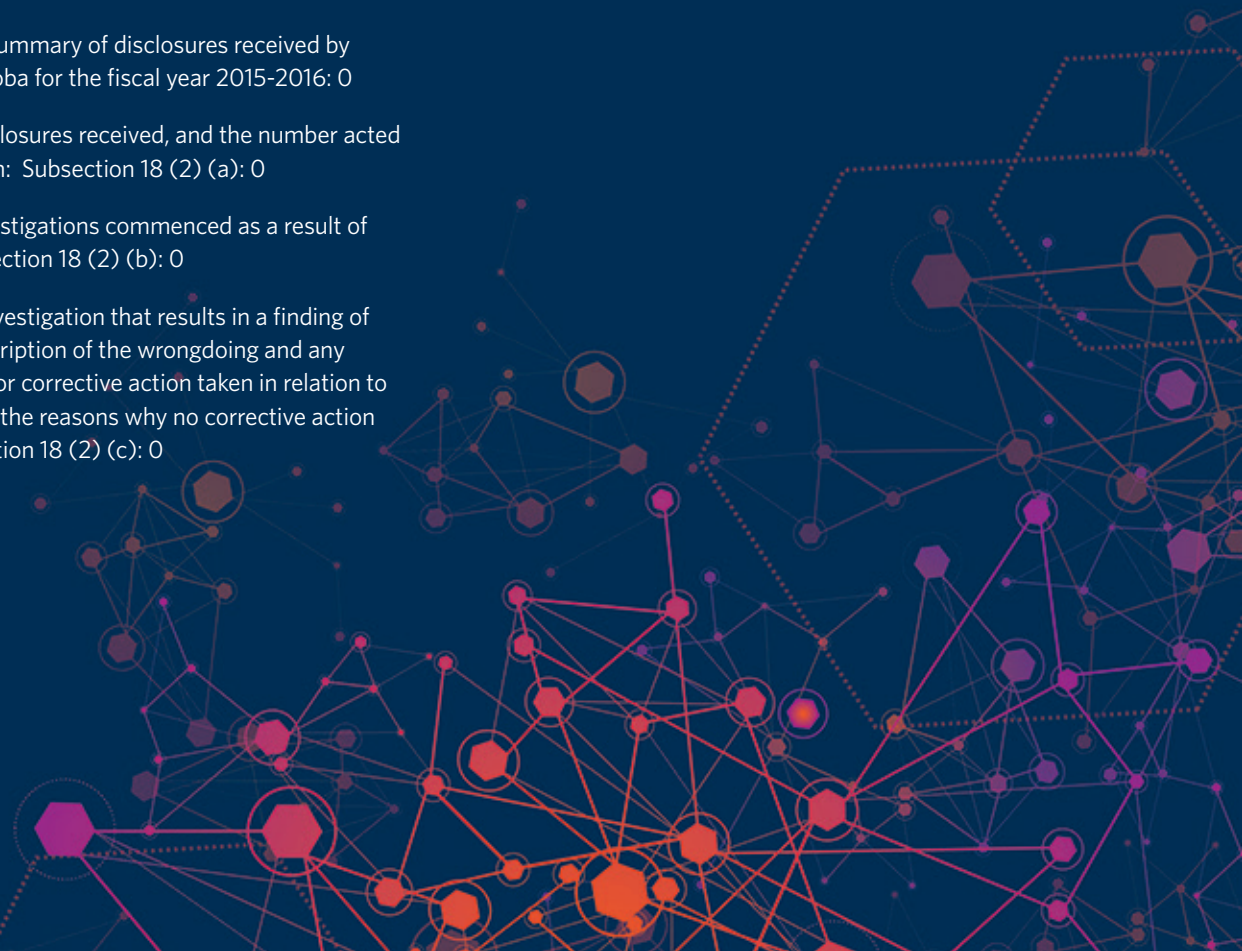 ummary of disclosures received by
oba for the fiscal year 2015-2016: 0
closures received, and the number acted
n: Subsection 18 (2) (a): 0
stigations commenced as a result of
ection 18 (2) (b): 0
vestigation that results in a finding of
ription of the wrongdoing and any
or corrective action taken in relation to
the reasons why no corrective action
tion 18 (2) (c): 0